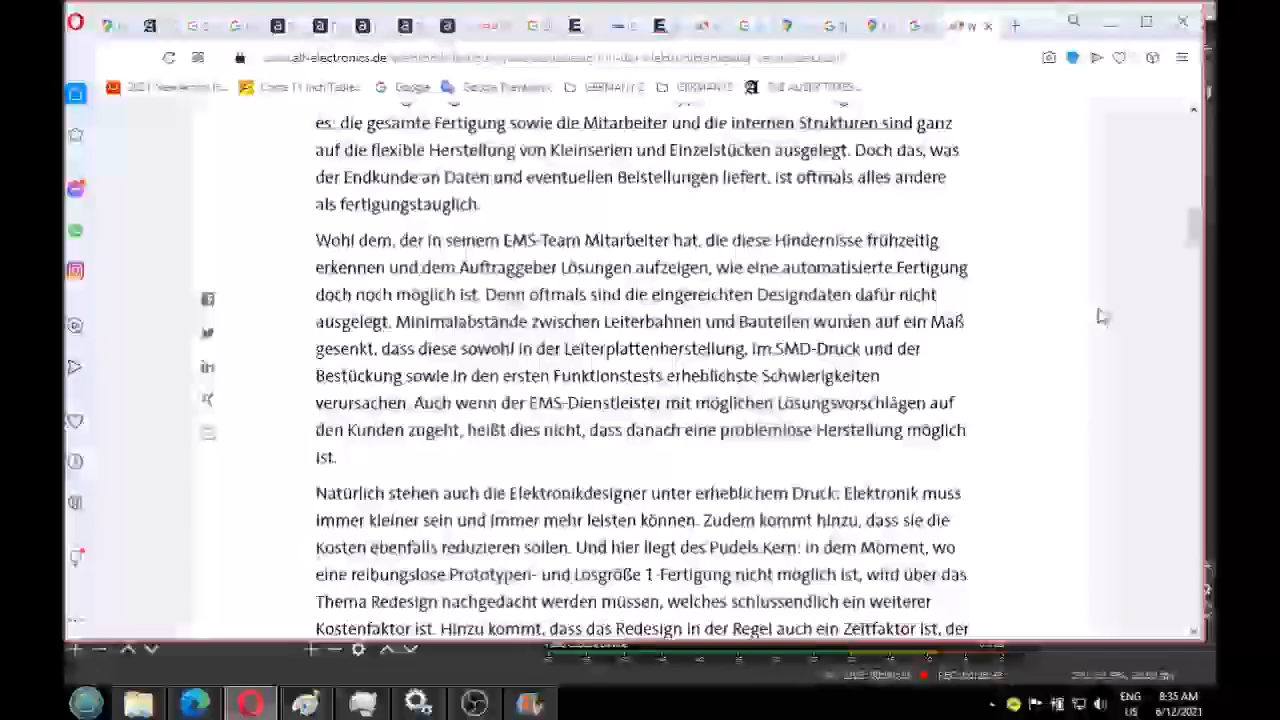 www.alf-electronics.de
Google
es: die gesamte Fertigung sowie die Mitarbeiter und die internen Strukturen sind ganz
auf die flexible Herstellung von Kleinserien und Einzelstücken ausgelegt. Doch das, was
der Endkunde an Daten und eventuellen Beistellungen liefert, ist oftmals alles andere
als fertigungstauglich.
Wohl dem, der in seinem EMS-Team Mitarbeiter hat, die diese Hindernisse frühzeitig
erkennen und dem Auftraggeber Lösungen aufzeigen, wie eine automatisierte Fertigung
doch noch möglich ist. Denn oftmals sind die eingereichten Designdaten dafür nicht
ausgelegt. Minimalabstände zwischen Leiterbahnen und Bauteilen wurden auf ein Maß
gesenkt, dass diese sowohl in der Leiterplattenherstellung, im SMD-Druck und der
Bestückung sowie in den ersten Funktionstests erheblichste Schwierigkeiten
verursachen. Auch wenn der EMS-Dienstleister mit möglichen Lösungsvorschlägen auf
den Kunden zugeht, heißt dies nicht, dass danach eine problemlose Herstellung möglich
ist.
Natürlich stehen auch die Elektronikdesigner unter erheblichem Druck: Elektronik muss
immer kleiner sein und immer mehr leisten können. Zudem kommt hinzu, dass sie die
Kosten ebenfalls reduzieren sollen. Und hier liegt des Pudels Kern: in dem Moment, wo
eine reibungslose Prototypen- und Losgröße 1-Fertigung nicht möglich ist, wird über das
Thema Redesign nachgedacht werden müssen, welches schlussendlich ein weiterer
Kostenfaktor ist. Hinzu kommt, dass das Redesign in der Regel auch ein Zeitfaktor ist, der
ENG 8:35 AM
US 6/12/2021